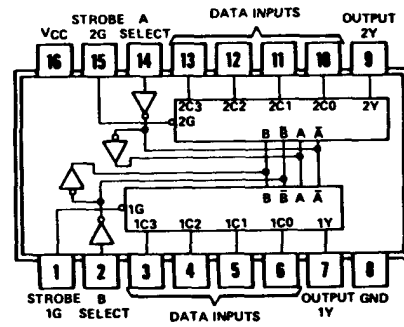 STROBE A DATA INPUTS OUTPUT
VCC 2G SELECT 2Y
16 15 14 13 12 11 10 9
2C3 2C2 2C1 2C0 2Y
2G
B B̅ A A̅
B B̅ A A̅
1G
1C3 1C2 1C1 1C0 1Y
1 2 3 4 5 6 7 8
STROBE B DATA INPUTS OUTPUT GND
1G SELECT 1Y